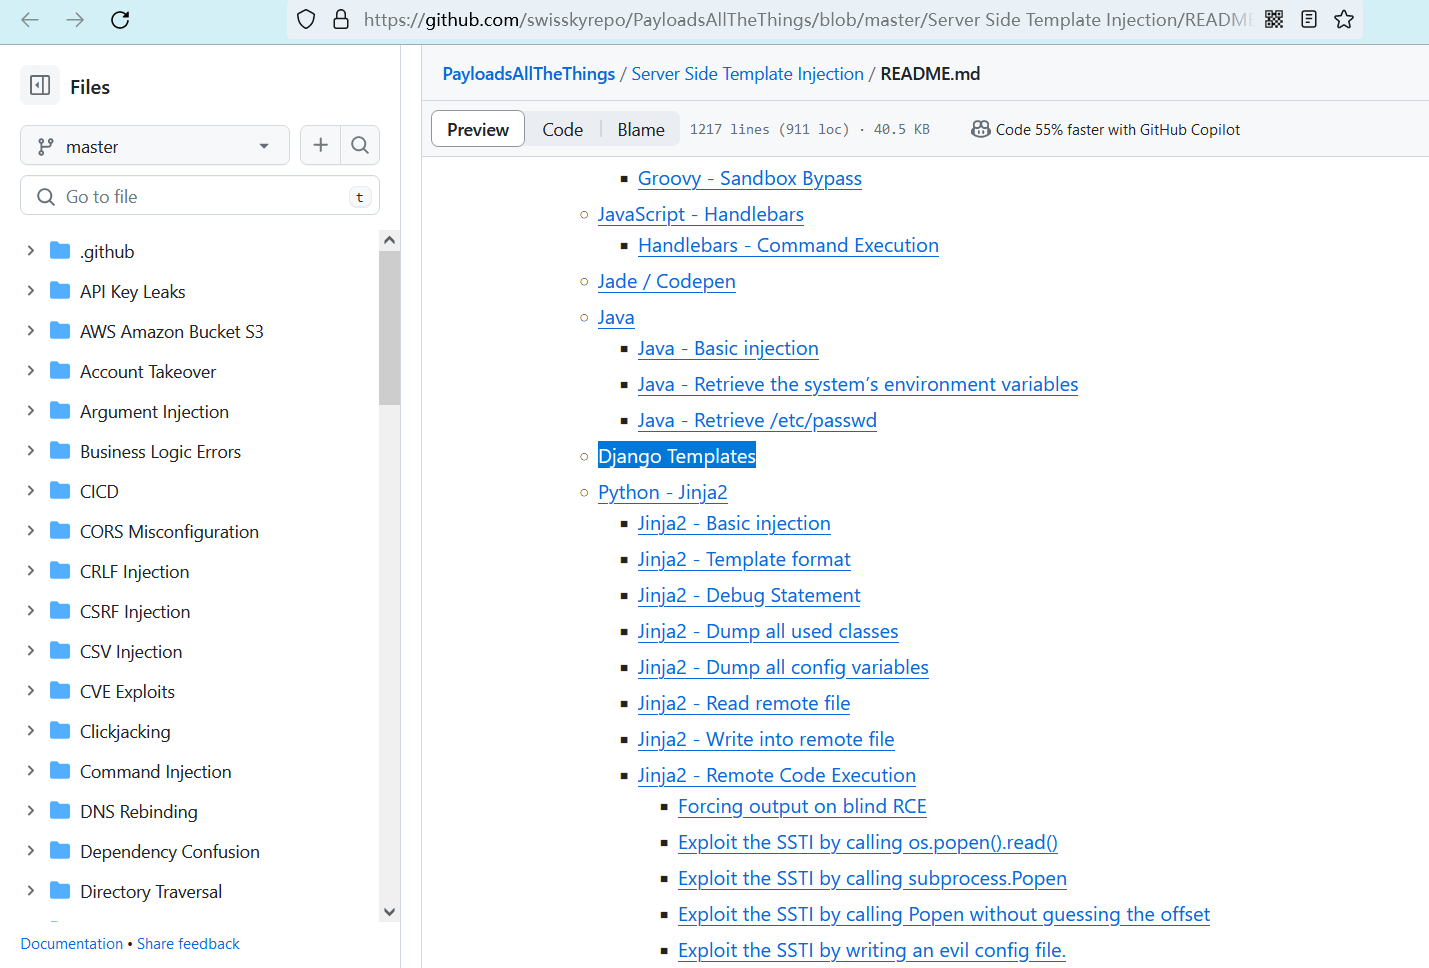 https://github.com/swisskyrepo/PayloadsAllTheThings/blob/master/Server Side Template Injection/README
Files
master
Go to file
t
.github
API Key Leaks
AWS Amazon Bucket S3
Account Takeover
Argument Injection
Business Logic Errors
CICD
CORS Misconfiguration
CRLF Injection
CSRF Injection
CSV Injection
CVE Exploits
Clickjacking
Command Injection
DNS Rebinding
Dependency Confusion
Directory Traversal
Documentation • Share feedback
PayloadsAllTheThings / Server Side Template Injection / README.md
Preview Code Blame 1217 lines (911 loc) · 40.5 KB Code 55% faster with GitHub Copilot
Groovy - Sandbox Bypass
JavaScript - Handlebars
Handlebars - Command Execution
Jade / Codepen
Java
Java - Basic injection
Java - Retrieve the system’s environment variables
Java - Retrieve /etc/passwd
Django Templates
Python - Jinja2
Jinja2 - Basic injection
Jinja2 - Template format
Jinja2 - Debug Statement
Jinja2 - Dump all used classes
Jinja2 - Dump all config variables
Jinja2 - Read remote file
Jinja2 - Write into remote file
Jinja2 - Remote Code Execution
Forcing output on blind RCE
Exploit the SSTI by calling os.popen().read()
Exploit the SSTI by calling subprocess.Popen
Exploit the SSTI by calling Popen without guessing the offset
Exploit the SSTI by writing an evil config file.